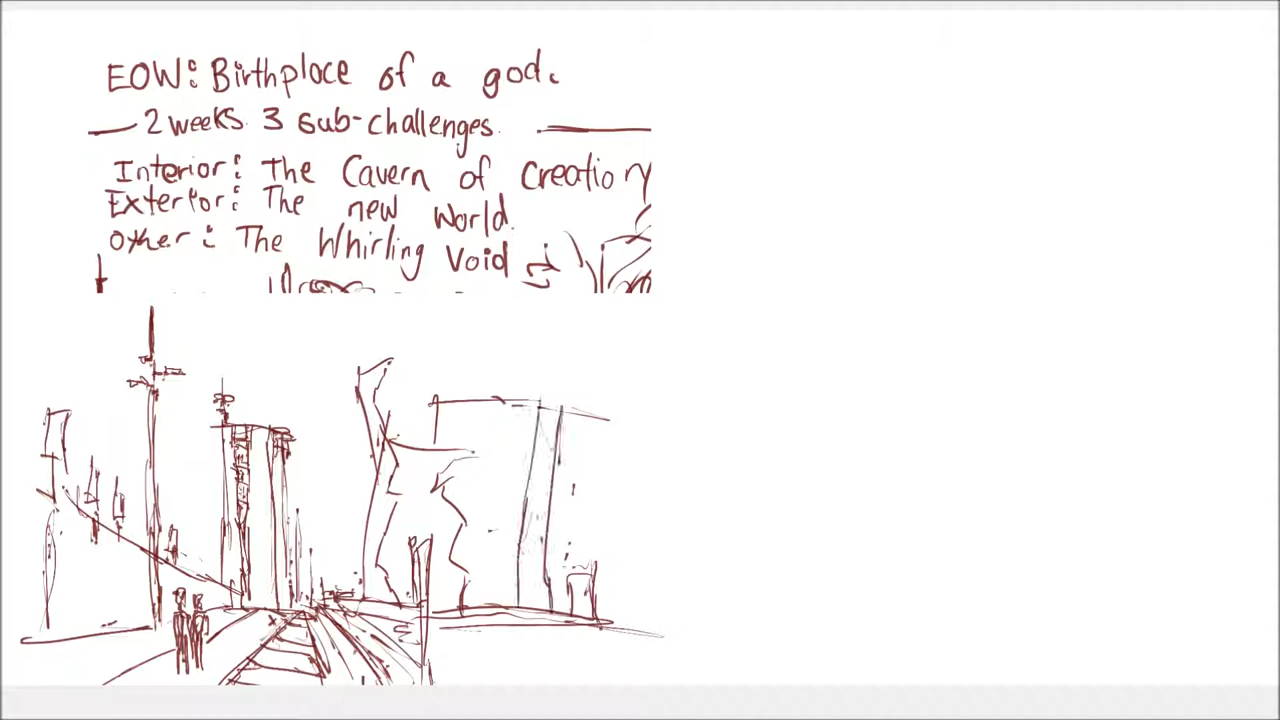 EOW: Birthplace of a god.
2 weeks. 3 sub-challenges.
Interior: The Cavern of Creation
Exterior: The new world.
Other: The Whirling Void